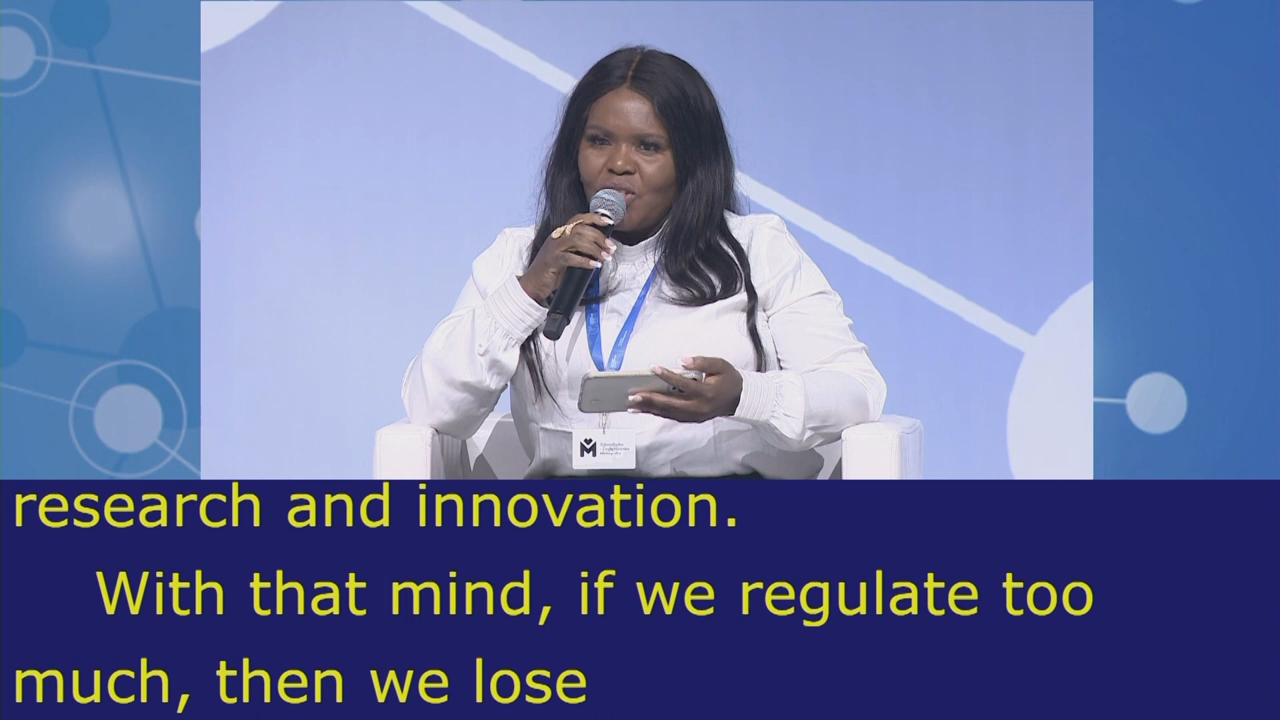 M
research and innovation.
With that mind, if we regulate too
much, then we lose